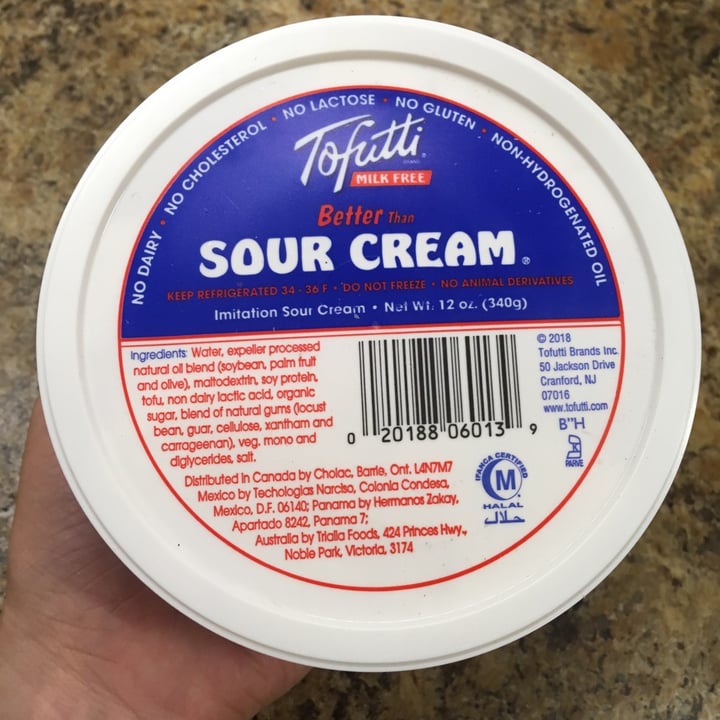 NO DAIRY • NO CHOLESTEROL • NO LACTOSE • NO GLUTEN • NON-HYDROGENATED OIL
Tofutti
BRAND
®
MILK FREE
Better Than
SOUR CREAM ®
• KEEP REFRIGERATED 34 - 36 F • DO NOT FREEZE • NO ANIMAL DERIVATIVES
Imitation Sour Cream • Net Wt. 12 oz. (340g)
Ingredients: Water, expeller processed
natural oil blend (soybean, palm fruit
and olive), maltodextrin, soy protein,
tofu, non dairy lactic acid, organic
sugar, blend of natural gums (locust
bean, guar, cellulose, xantham and
carrageenan), veg. mono and
diglycerides, salt.
0 20188 06013 9
© 2018
Tofutti Brands Inc.
50 Jackson Drive
Cranford, NJ
07016
www.tofutti.com
B"H
K
PARVE
IFANCA CERTIFIED
M
HALAL
حلال
Distributed in Canada by Cholac, Barrie, Ont. L4N7M7
Mexico by Techologias Narciso, Colonia Condesa,
Mexico, D.F. 06140; Panama by Hermanos Zakay,
Apartado 8242, Panama 7;
Australia by Trialia Foods, 424 Princes Hwy.,
Noble Park, Victoria, 3174